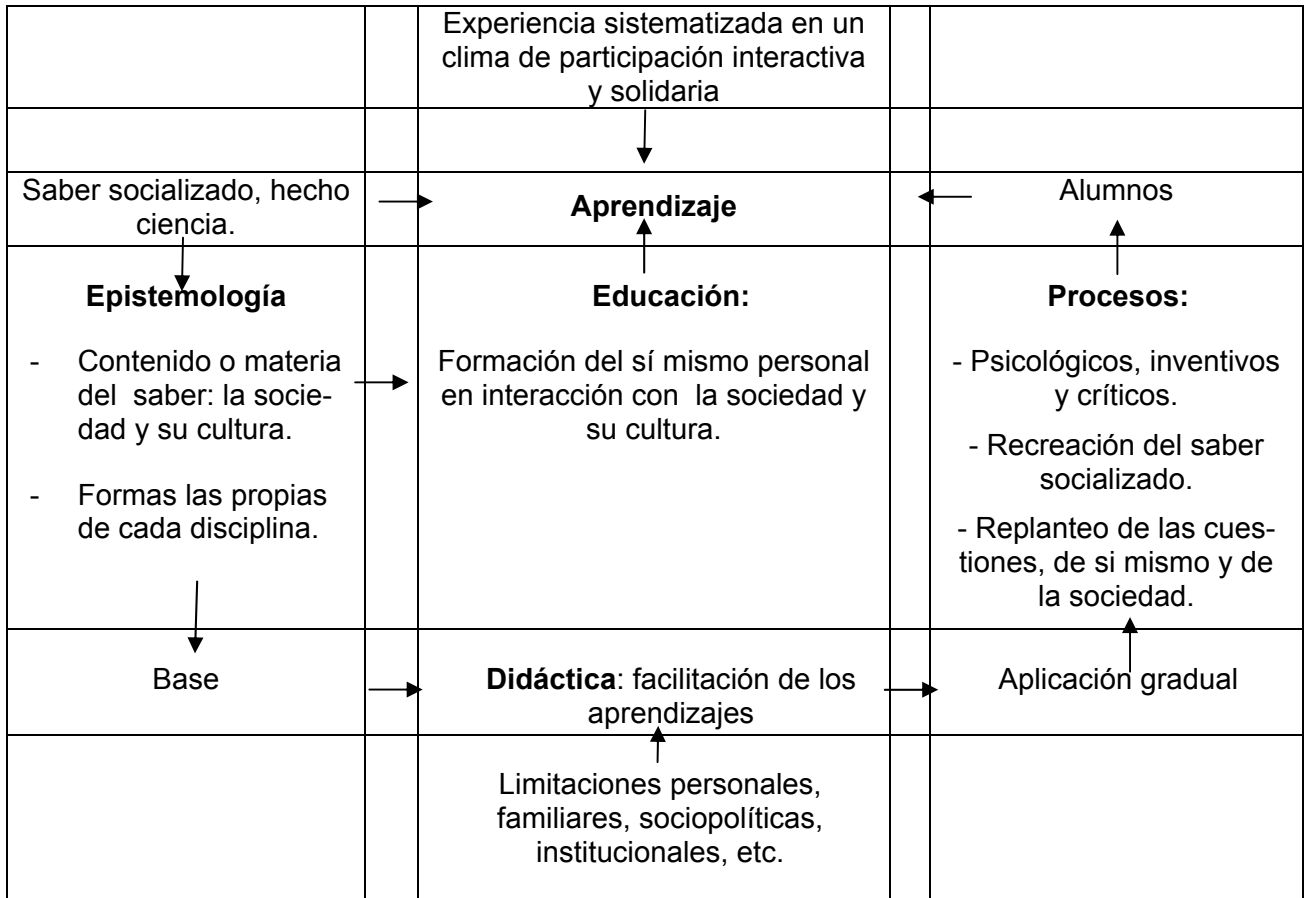 Experiencia sistematizada en un
clima de participación interactiva
y solidaria
Saber socializado, hecho
ciencia.
Aprendizaje
Alumnos
Epistemología
- Contenido o materia
del saber: la socie-
dad y su cultura.
- Formas las propias
de cada disciplina.
Educación:
Formación del sí mismo personal
en interacción con la sociedad y
su cultura.
Procesos:
- Psicológicos, inventivos
y críticos.
- Recreación del saber
socializado.
- Replanteo de las cues-
tiones, de si mismo y de
la sociedad.
Base
Didáctica: facilitación de los
aprendizajes
Aplicación gradual
Limitaciones personales,
familiares, sociopolíticas,
institucionales, etc.